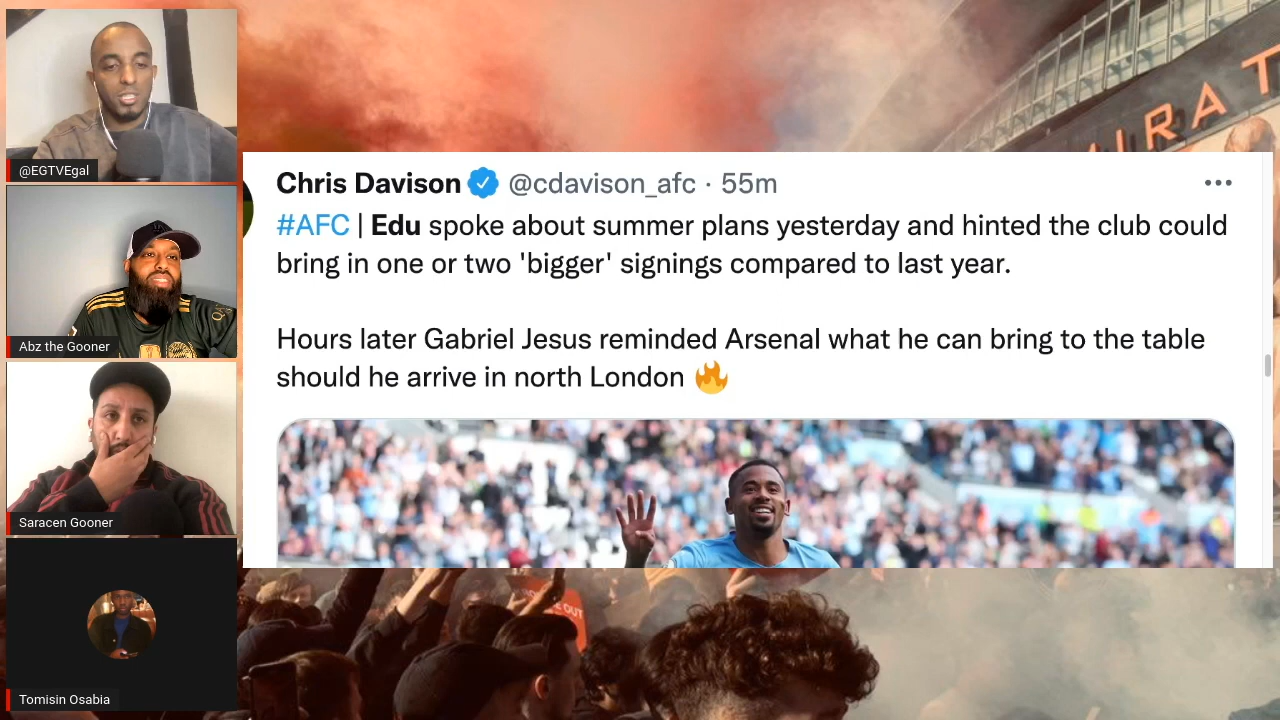 @EGTVEgal
Abz the Gooner
Saracen Gooner
Tomisin Osabia
Chris Davison @cdavison_afc · 55m
#AFC | Edu spoke about summer plans yesterday and hinted the club could
bring in one or two 'bigger' signings compared to last year.
Hours later Gabriel Jesus reminded Arsenal what he can bring to the table
should he arrive in north London 🔥
IRAT
OUT